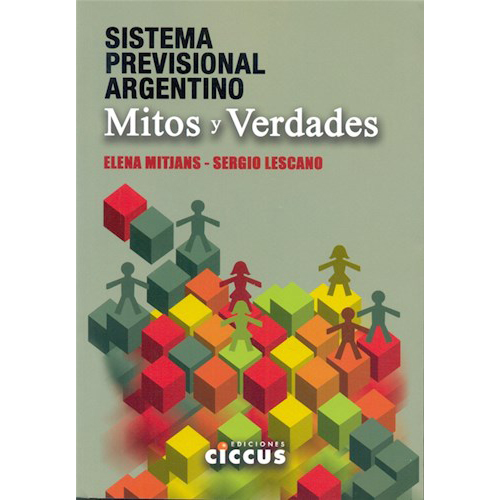 SISTEMA
PREVISIONAL
ARGENTINO
Mitos y Verdades
ELENA MITJANS - SERGIO LESCANO
EDICIONES
CICCUS